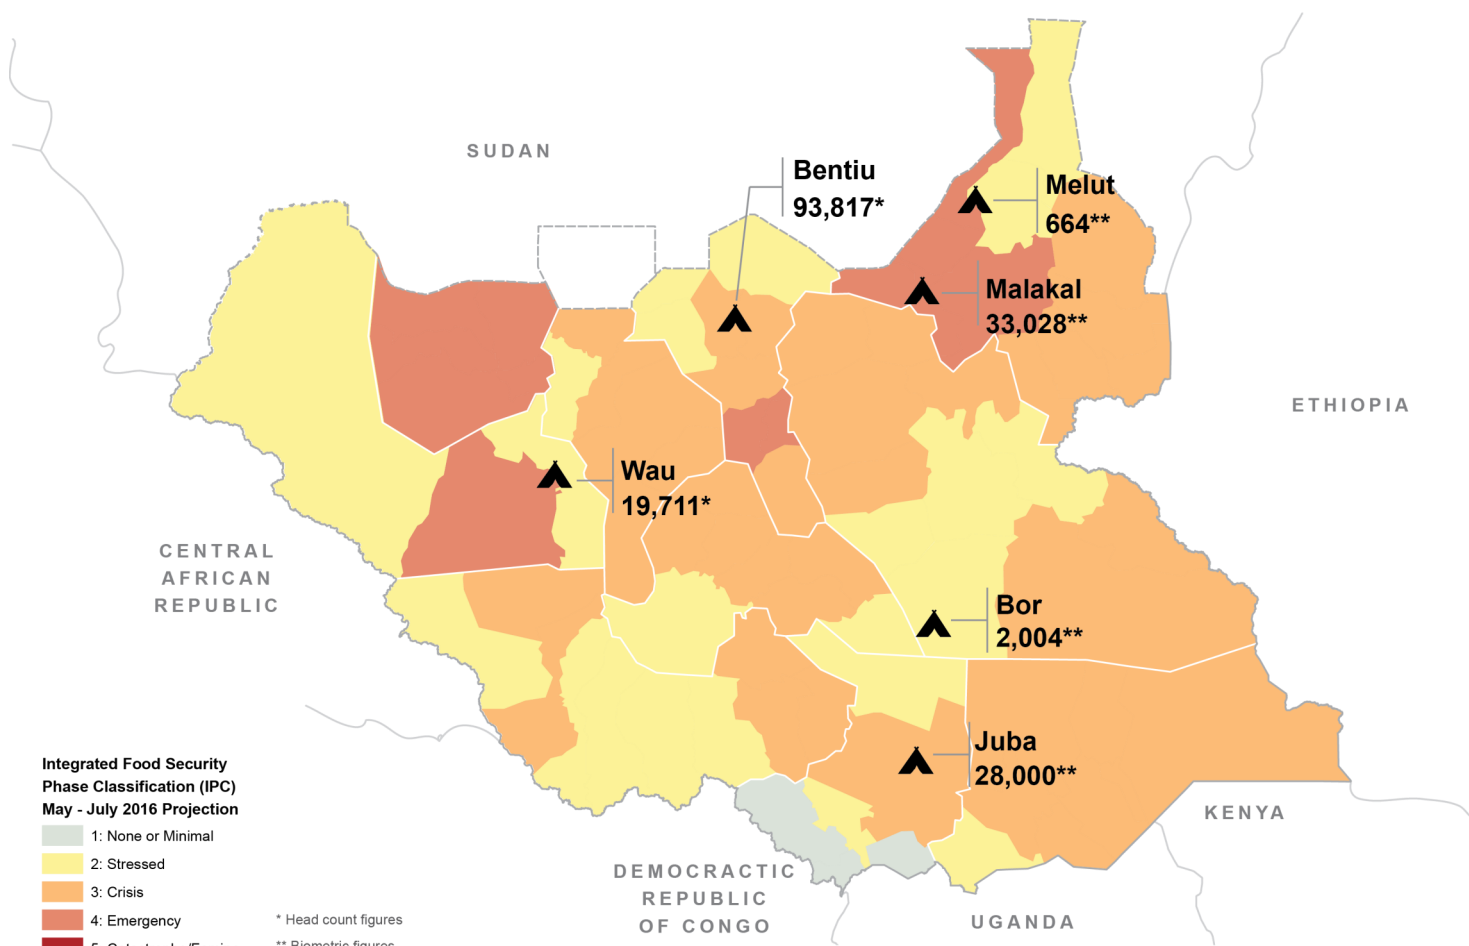 SUDAN
Bentiu
93,817*
Melut
664**
Malakal
33,028**
ETHIOPIA
Wau
19,711*
CENTRAL
AFRICAN
REPUBLIC
Bor
2,004**
Juba
28,000**
KENYA
DEMOCRACTIC
REPUBLIC
OF CONGO
UGANDA
Integrated Food Security
Phase Classification (IPC)
May - July 2016 Projection
1: None or Minimal
2: Stressed
3: Crisis
4: Emergency
* Head count figures
** Biometric figures